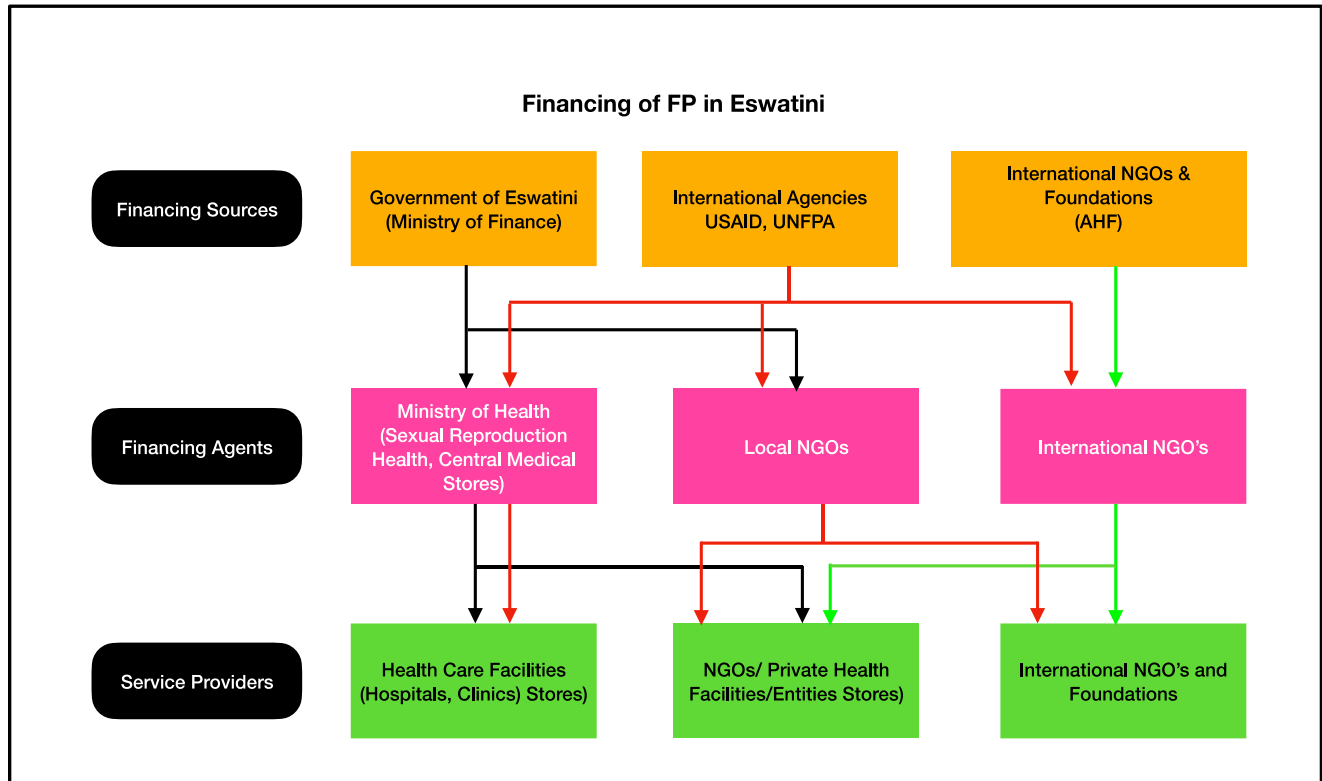 Financing of FP in Eswatini
Financing Sources
Government of Eswatini
(Ministry of Finance)
International Agencies
USAID, UNFPA
International NGOs &
Foundations
(AHF)
Financing Agents
Ministry of Health
(Sexual Reproduction
Health, Central Medical
Stores)
Local NGOs
International NGO's
Service Providers
Health Care Facilities
(Hospitals, Clinics) Stores)
NGOs/ Private Health
Facilities/Entities Stores)
International NGO's and
Foundations